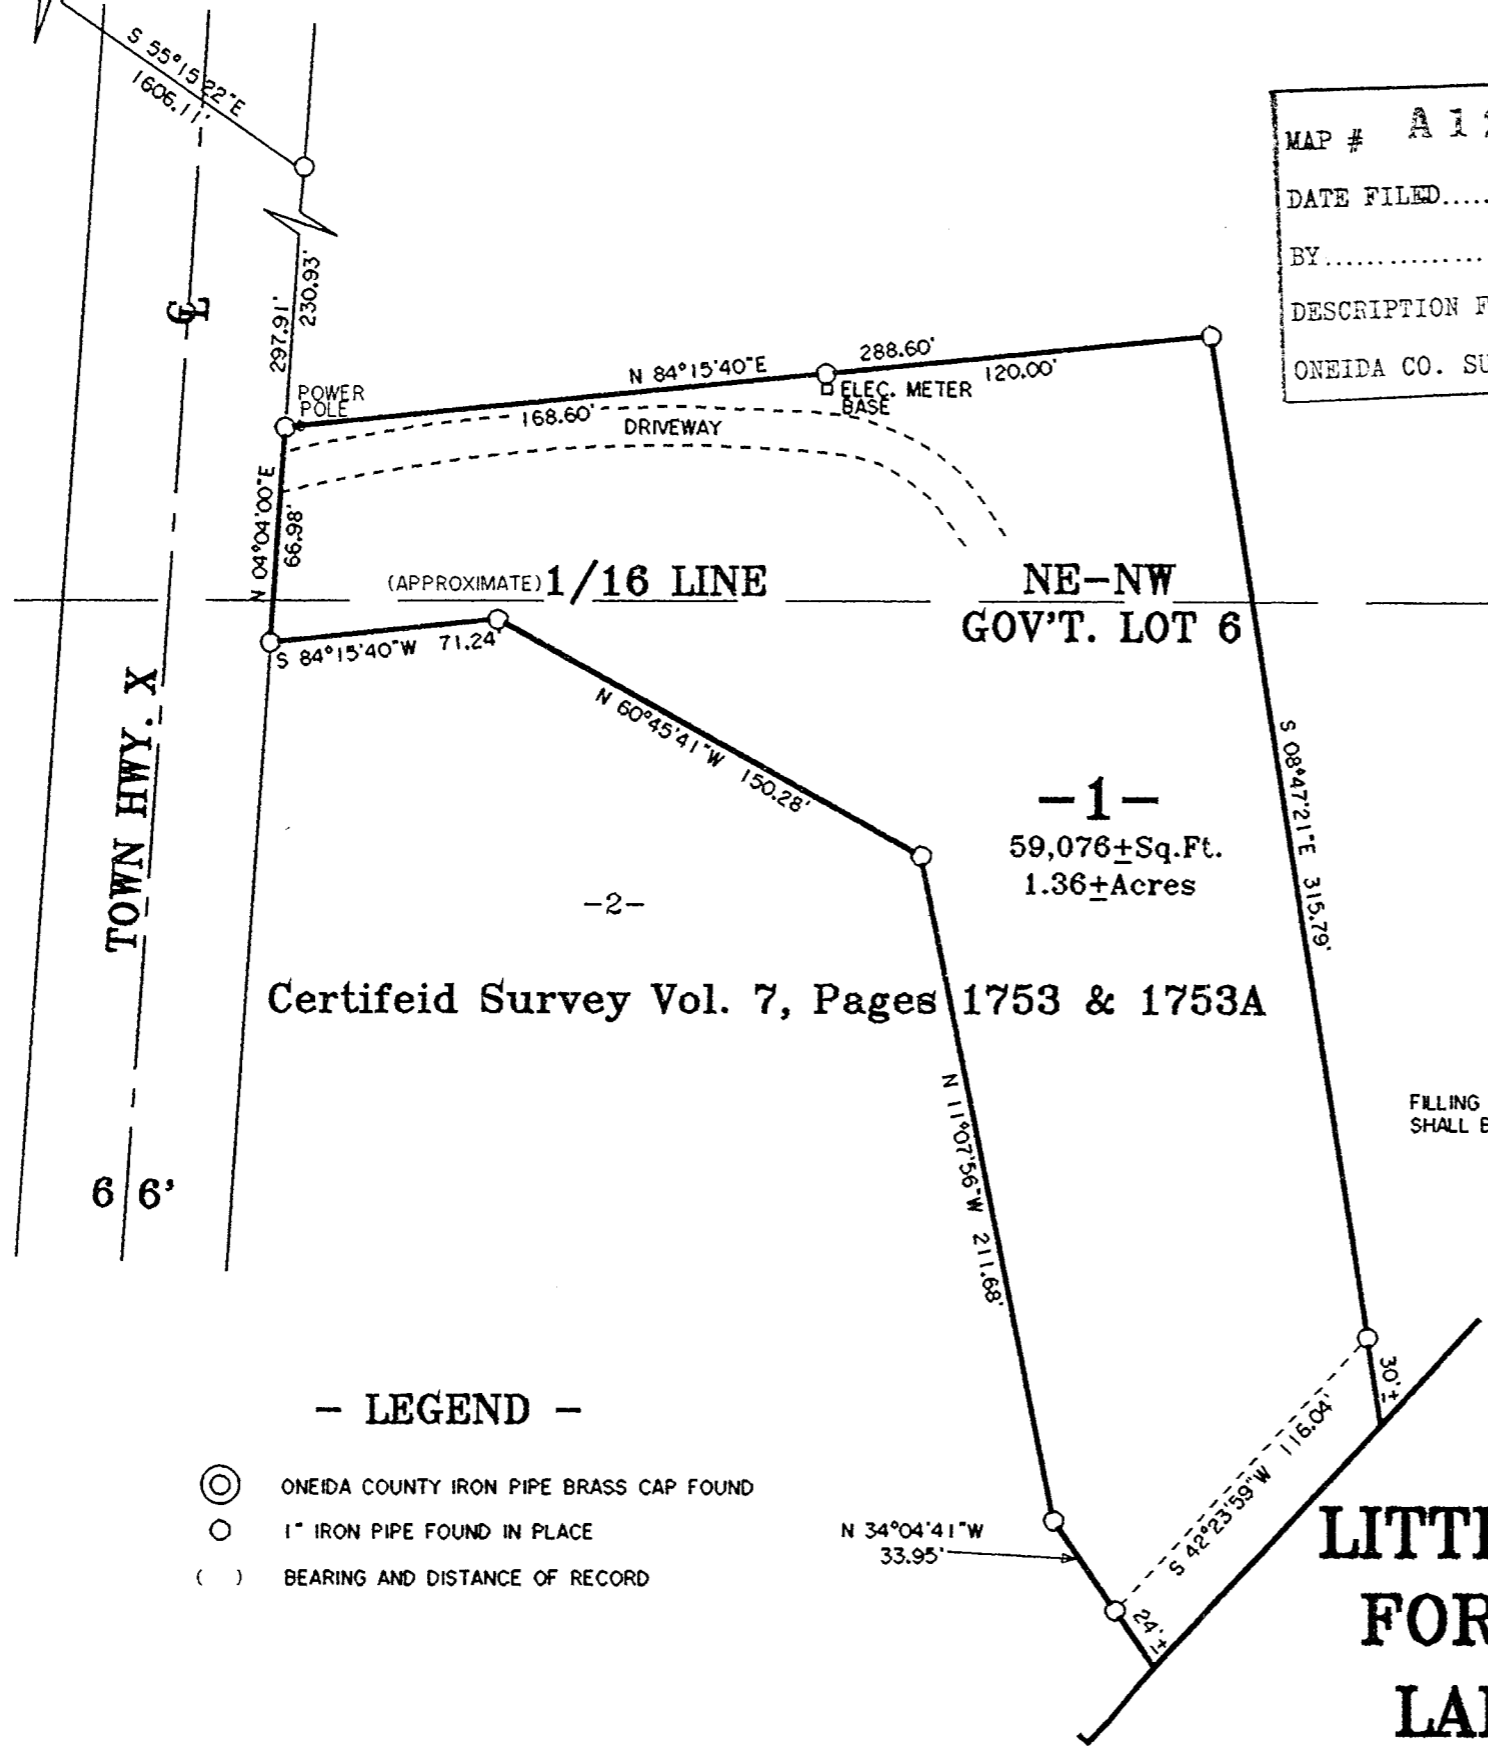 S 55°15'22"E
1606.11'
MAP # A 1
DATE FILED.....
BY...............
DESCRIPTION F
ONEIDA CO. SU
℄
297.91'
230.93'
POWER
POLE
N 84°15'40"E
288.60'
168.60'
120.00'
ELEC. METER
BASE
DRIVEWAY
N 04°04'00"E
66.98'
(APPROXIMATE) 1/16 LINE
NE-NW
GOV'T. LOT 6
S 84°15'40"W 71.24'
N 60°45'41"W 150.28'
TOWN HWY. X
S 08°47'21"E 315.79'
-1-
59,076±Sq.Ft.
1.36±Acres
-2-
Certifeid Survey Vol. 7, Pages 1753 & 1753A
N 11°07'56"W 211.68'
FILLING
SHALL B
66'
30'±
S 42°23'59"W 116.04'
- LEGEND -
ONEIDA COUNTY IRON PIPE BRASS CAP FOUND
1" IRON PIPE FOUND IN PLACE
( ) BEARING AND DISTANCE OF RECORD
N 34°04'41"W
33.95'
24'±
LITT
FOR
LA